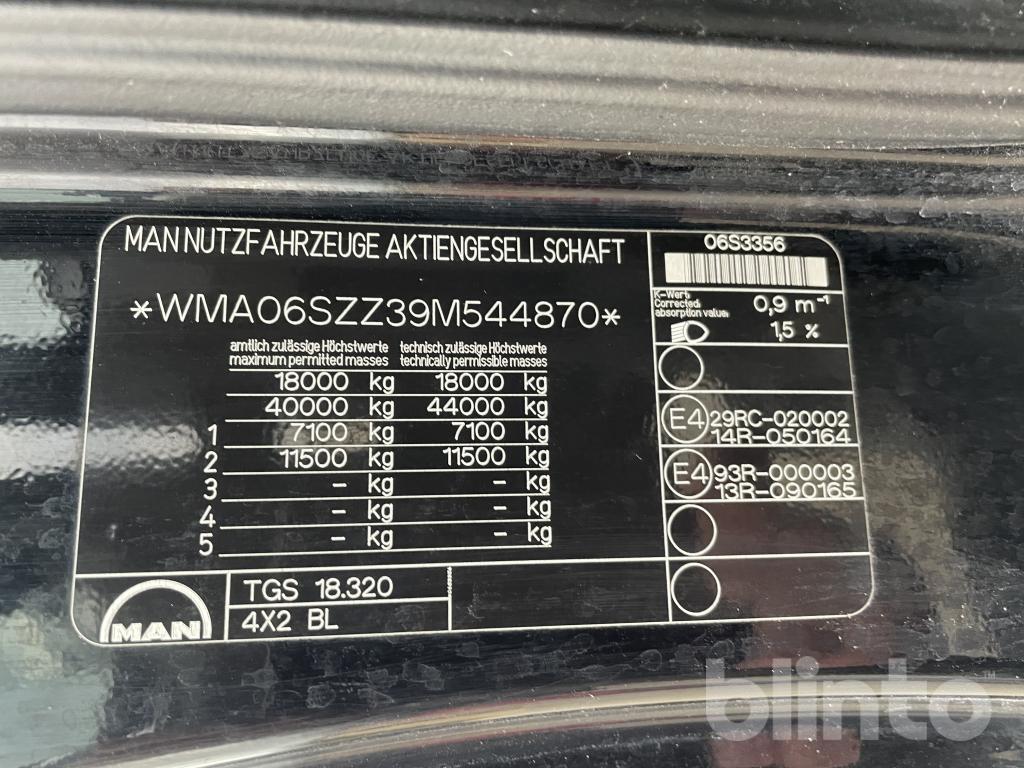 MAN NUTZFAHRZEUGE AKTIENGESELLSCHAFT
*WMA06SZZ39M544870*
amtlich zulässige Höchstwerte technisch zulässige Höchstwerte
maximum permitted masses technically permissible masses
18000 kg 18000 kg
40000 kg 44000 kg
1 7100 kg 7100 kg
2 11500 kg 11500 kg
3 - kg - kg
4 - kg - kg
5 - kg - kg
MAN
TGS 18.320
4X2 BL
06S3356
K-Wert:
Corrected absorption value: 0,9 m⁻¹
1,5 %
E4 29RC-020002
14R-050164
E4 93R-000003
13R-090165
blinto™